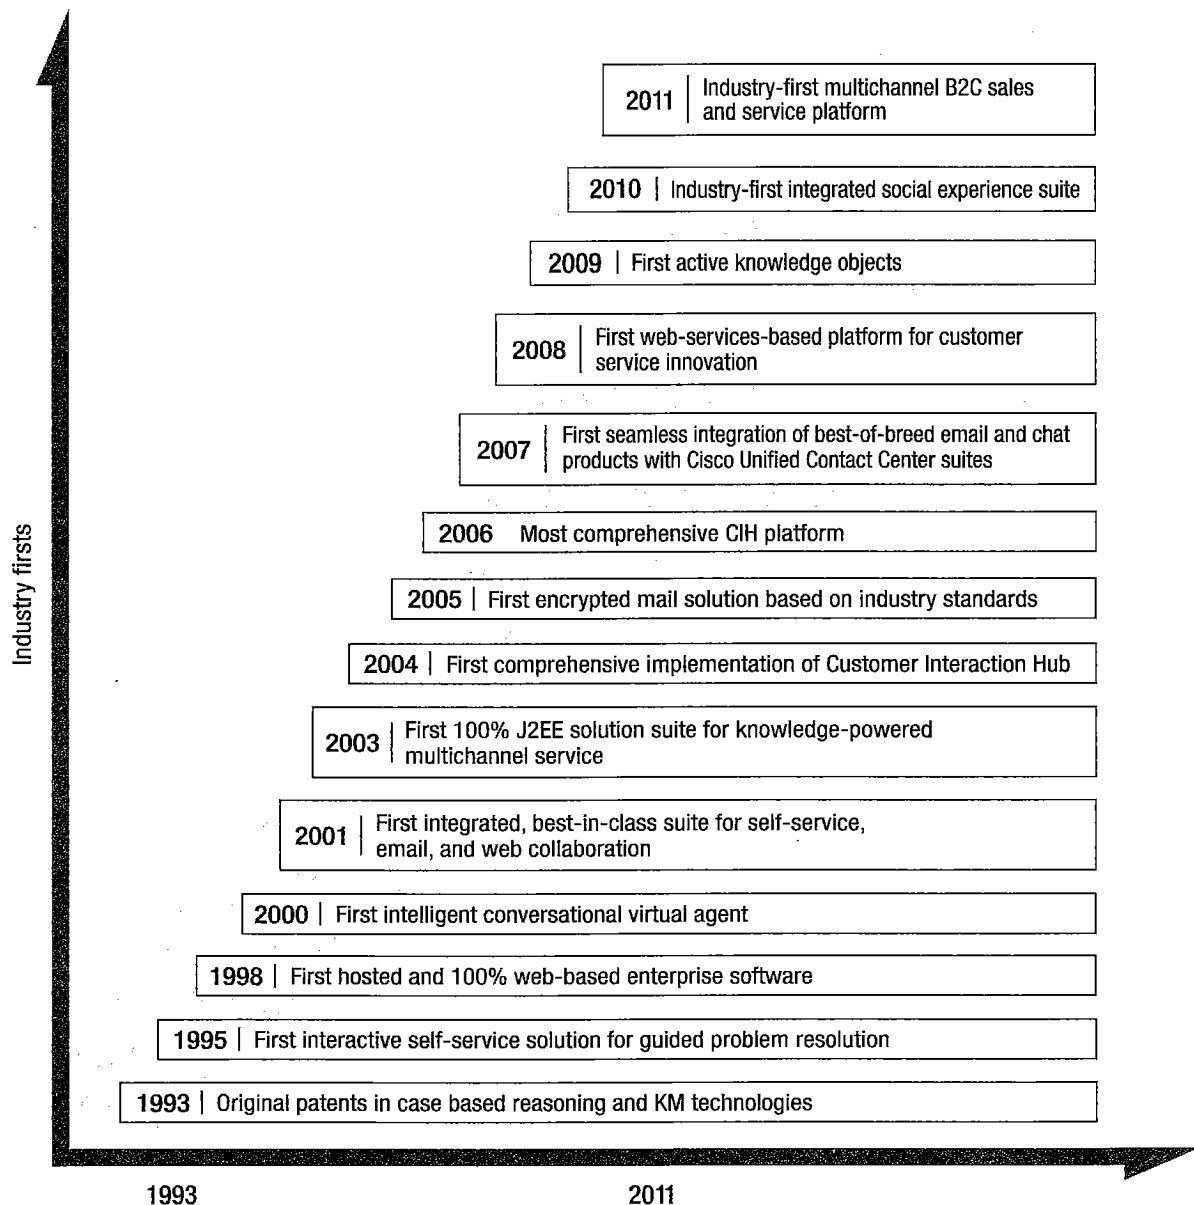 2011 Industry-first multichannel B2C sales
and service platform
2010 Industry-first integrated social experience suite
2009 First active knowledge objects
2008 First web-services-based platform for customer
service innovation
2007 First seamless integration of best-of-breed email and chat
products with Cisco Unified Contact Center suites
2006 Most comprehensive CIH platform
2005 First encrypted mail solution based on industry standards
2004 First comprehensive implementation of Customer Interaction Hub
2003 First 100% J2EE solution suite for knowledge-powered
multichannel service
2001 First integrated, best-in-class suite for self-service,
email, and web collaboration
2000 First intelligent conversational virtual agent
1998 First hosted and 100% web-based enterprise software
1995 First interactive self-service solution for guided problem resolution
1993 Original patents in case based reasoning and KM technologies
Industry firsts
1993 2011